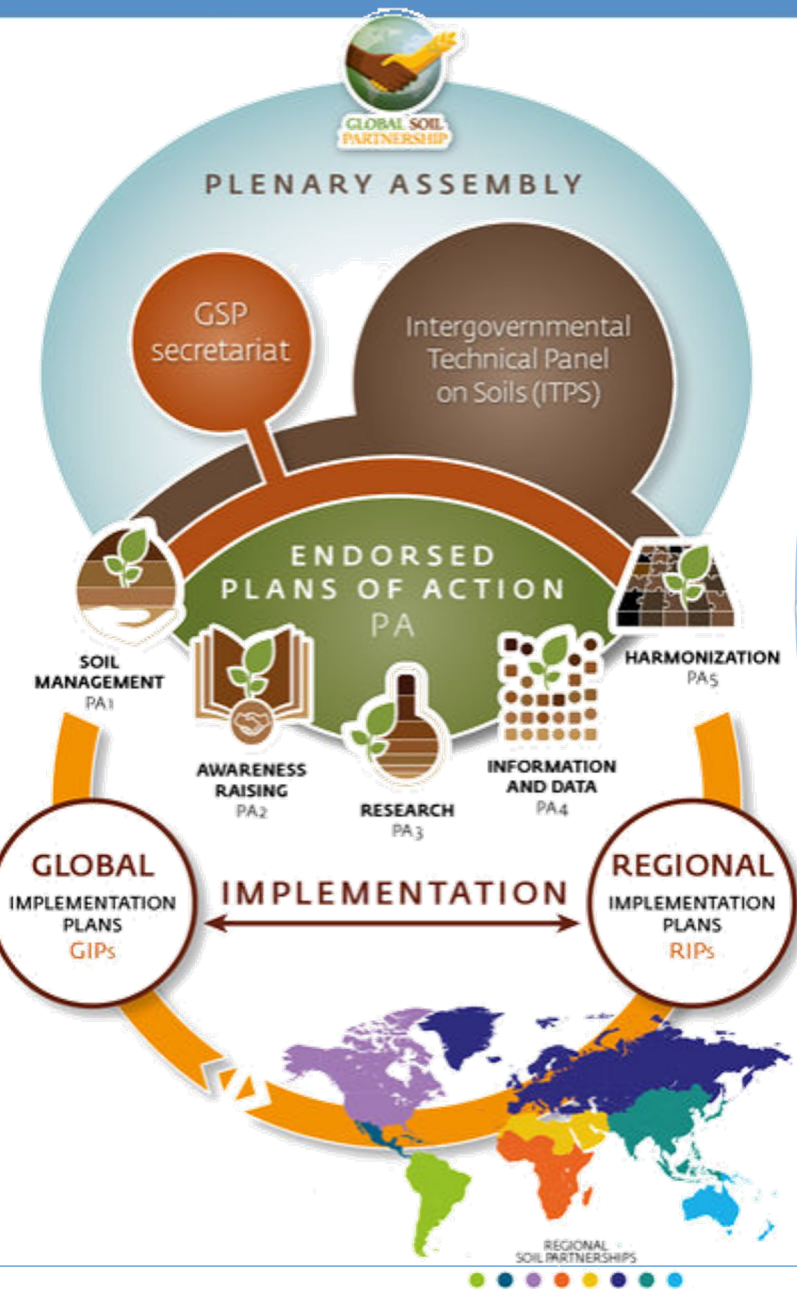 GLOBAL SOIL
PARTNERSHIP
PLENARY ASSEMBLY
GSP
secretariat
Intergovernmental
Technical Panel
on Soils (ITPS)
ENDORSED
PLANS OF ACTION
PA
SOIL
MANAGEMENT
PA1
AWARENESS
RAISING
PA2
RESEARCH
PA3
INFORMATION
AND DATA
PA4
HARMONIZATION
PA5
GLOBAL
IMPLEMENTATION
PLANS
GIPs
IMPLEMENTATION
REGIONAL
IMPLEMENTATION
PLANS
RIPs
REGIONAL
SOIL PARTNERSHIPS